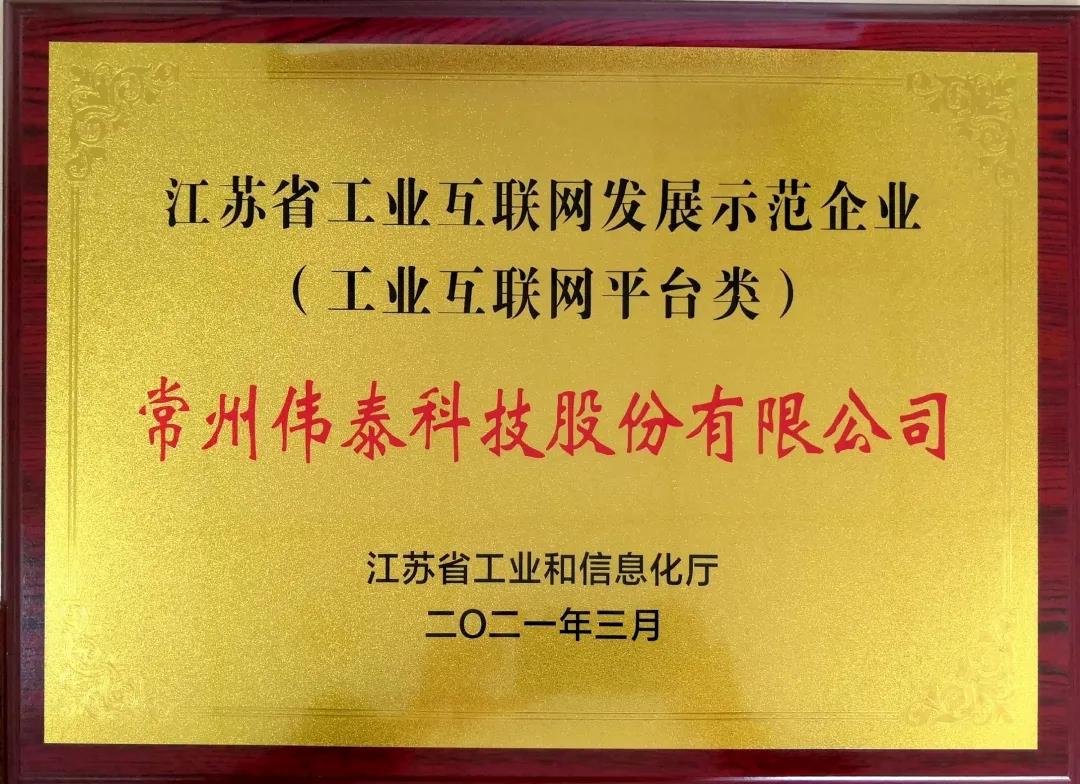 江苏省工业互联网发展示范企业
（工业互联网平台类）
常州伟泰科技股份有限公司
江苏省工业和信息化厅
二〇二一年三月